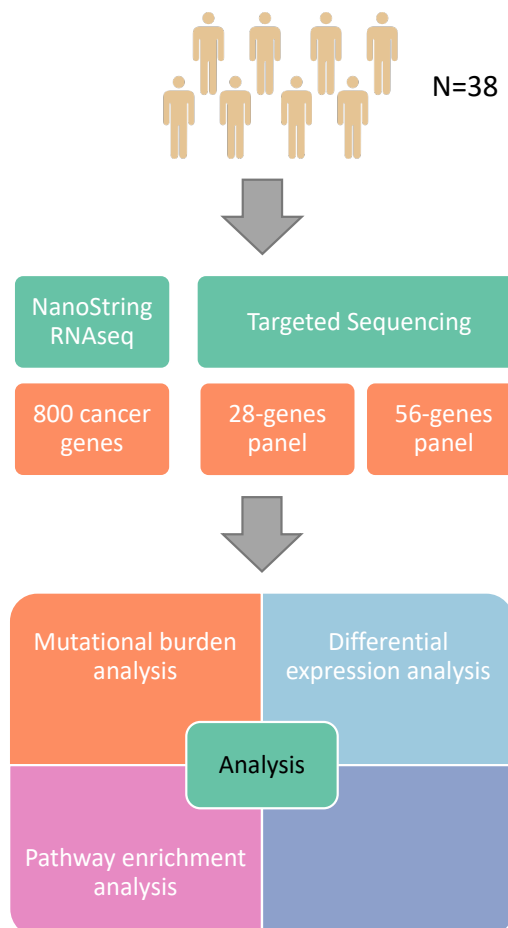 N=38
NanoString
RNAseq
Targeted Sequencing
800 cancer
genes
28-genes
panel
56-genes
panel
Mutational burden
analysis
Differential
expression analysis
Analysis
Pathway enrichment
analysis